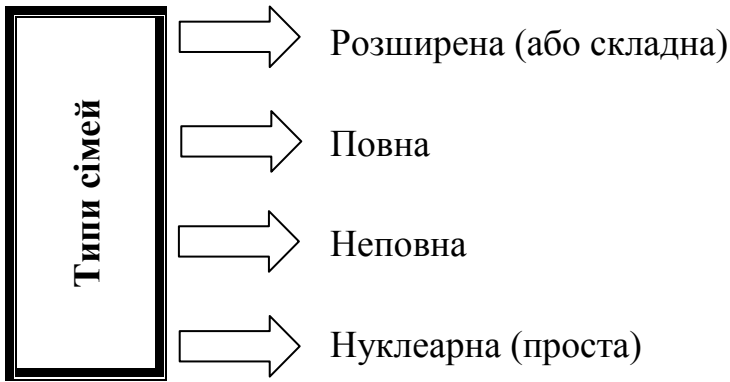 Типи сімей
Розширена (або складна)
Повна
Неповна
Нуклеарна (проста)